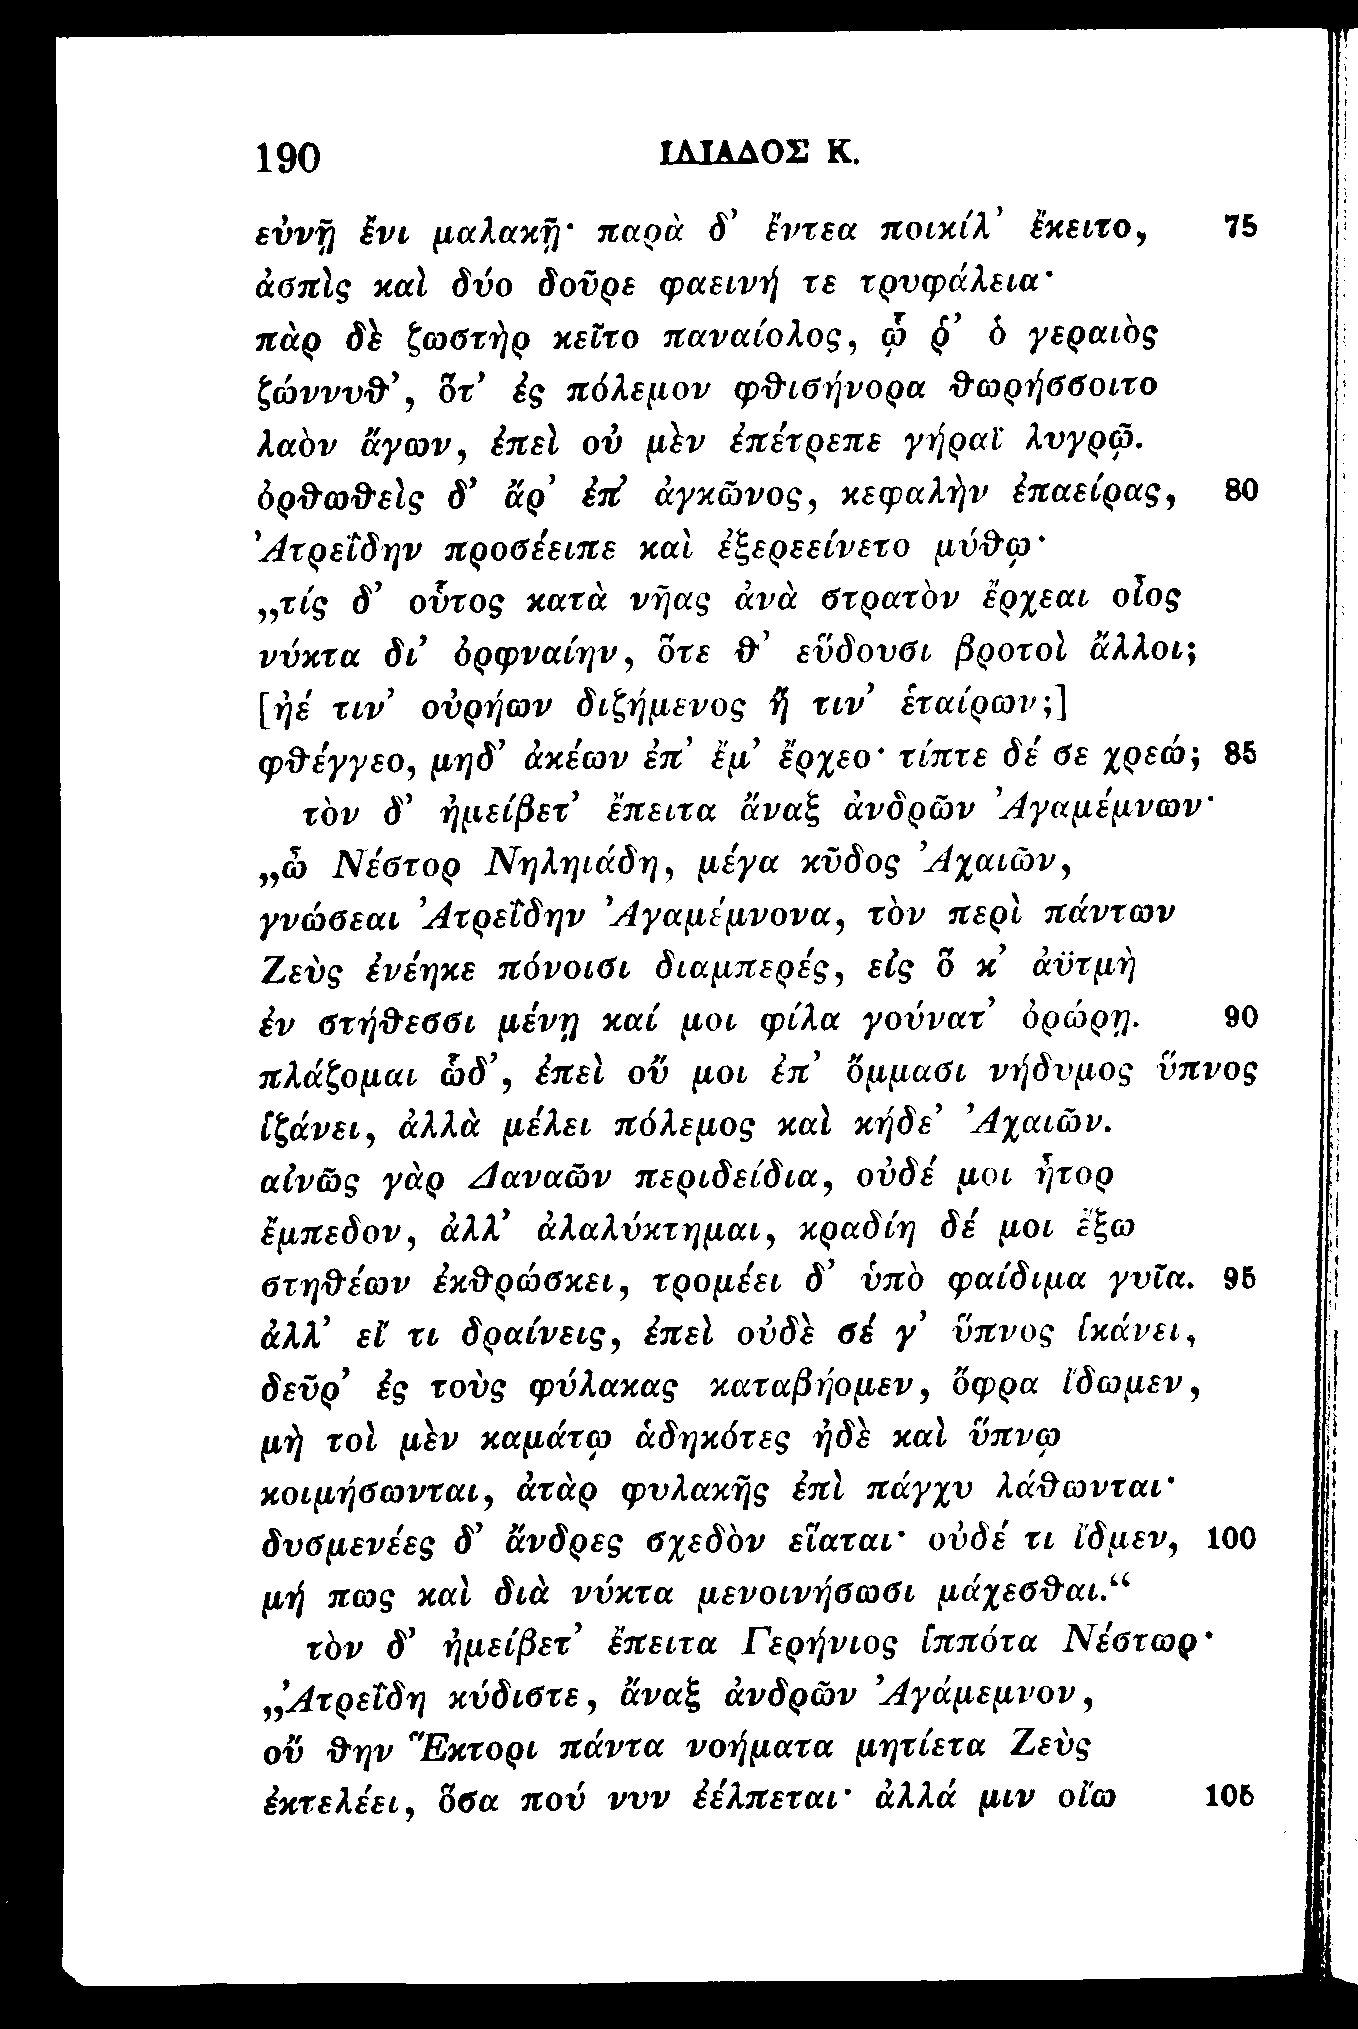 190 ΙΛΙΑΔΟΣ Κ.
εὐνῇ ἔνι μαλακῇ· παρὰ δ’ ἔντεα ποικίλ’ ἔκειτο, 75
ἀσπὶς καὶ δύο δοῦρε φαεινή τε τρυφάλεια·
πὰρ δὲ ζωστὴρ κεῖτο παναίολος, ᾧ ῥ’ ὁ γεραιὸς
ζώννυϑ’, ὅτ’ ἐς πόλεμον φϑισήνορα ϑωρήσσοιτο
λαὸν ἄγων, ἐπεὶ οὐ μὲν ἐπέτρεπε γήραϊ λυγρῷ.
ὀρϑωϑεὶς δ’ ἄρ’ ἐπ’ ἀγκῶνος, κεφαλὴν ἐπαείρας, 80
Ἀτρεΐδην προσέειπε καὶ ἐξερεείνετο μύϑῳ·
„τίς δ’ οὗτος κατὰ νῆας ἀνὰ στρατὸν ἔρχεαι οἶος
νύκτα δι’ ὀρφναίην, ὅτε ϑ’ εὕδουσι βροτοὶ ἄλλοι;
[ἠέ τιν’ οὐρήων διζήμενος ἤ τιν’ ἑταίρων;]
φϑέγγεο, μηδ’ ἀκέων ἐπ’ ἔμ’ ἔρχεο· τίπτε δέ σε χρεώ; 85
τὸν δ’ ἠμείβετ’ ἔπειτα ἄναξ ἀνδρῶν Ἀγαμέμνων·
„ὦ Νέστορ Νηληιάδη, μέγα κῦδος Ἀχαιῶν,
γνώσεαι Ἀτρεΐδην Ἀγαμέμνονα, τὸν περὶ πάντων
Ζεὺς ἐνέηκε πόνοισι διαμπερές, εἰς ὅ κ’ ἀϋτμὴ
ἐν στήϑεσσι μένῃ καί μοι φίλα γούνατ’ ὀρώρῃ. 90
πλάζομαι ὧδ’, ἐπεὶ οὔ μοι ἐπ’ ὄμμασι νήδυμος ὕπνος
ἱζάνει, ἀλλὰ μέλει πόλεμος καὶ κήδε’ Ἀχαιῶν.
αἰνῶς γὰρ Δαναῶν περιδείδια, οὐδέ μοι ἦτορ
ἔμπεδον, ἀλλ’ ἀλαλύκτημαι, κραδίη δέ μοι ἔξω
στηϑέων ἐκϑρώσκει, τρομέει δ’ ὑπὸ φαίδιμα γυῖα. 95
ἀλλ’ εἴ τι δραίνεις, ἐπεὶ οὐδὲ σέ γ’ ὕπνος ἱκάνει,
δεῦρ’ ἐς τοὺς φύλακας καταβήομεν, ὄφρα ἴδωμεν,
μὴ τοὶ μὲν καμάτῳ ἁδηκότες ἠδὲ καὶ ὕπνῳ
κοιμήσωνται, ἀτὰρ φυλακῆς ἐπὶ πάγχυ λάϑωνται·
δυσμενέες δ’ ἄνδρες σχεδὸν εἵαται· οὐδέ τι ἴδμεν, 100
μή πως καὶ διὰ νύκτα μενοινήσωσι μάχεσϑαι.“
τὸν δ’ ἠμείβετ’ ἔπειτα Γερήνιος ἱππότα Νέστωρ·
„Ἀτρεΐδη κύδιστε, ἄναξ ἀνδρῶν Ἀγάμεμνον,
οὔ ϑην Ἕκτορι πάντα νοήματα μητίετα Ζεὺς
ἐκτελέει, ὅσα πού νυν ἐέλπεται· ἀλλά μιν οἴω 105